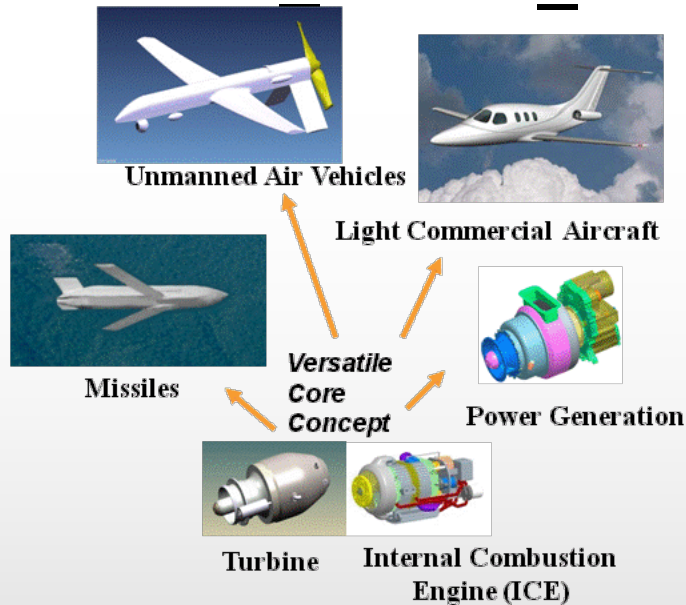 Unmanned Air Vehicles
Light Commercial Aircraft
Missiles
Versatile
Core
Concept
Power Generation
Turbine
Internal Combustion
Engine (ICE)